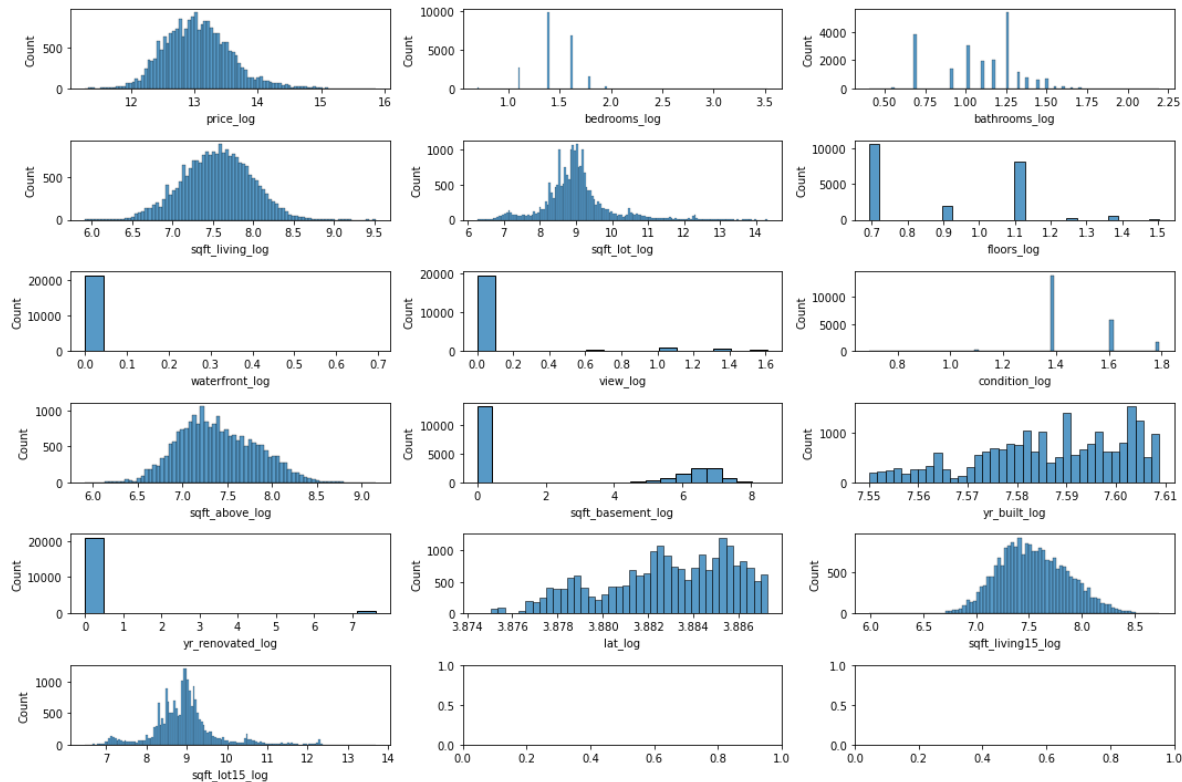 Count
1000
500
0
12 13 14 15 16
price_log
Count
10000
5000
0
1.0 1.5 2.0 2.5 3.0 3.5
bedrooms_log
Count
4000
2000
0
0.50 0.75 1.00 1.25 1.50 1.75 2.00 2.25
bathrooms_log
Count
500
0
6.0 6.5 7.0 7.5 8.0 8.5 9.0 9.5
sqft_living_log
Count
1000
500
0
6 7 8 9 10 11 12 13 14
sqft_lot_log
Count
10000
5000
0
0.7 0.8 0.9 1.0 1.1 1.2 1.3 1.4 1.5
floors_log
Count
20000
10000
0
0.0 0.1 0.2 0.3 0.4 0.5 0.6 0.7
waterfront_log
Count
20000
10000
0
0.0 0.2 0.4 0.6 0.8 1.0 1.2 1.4 1.6
view_log
Count
10000
5000
0
0.8 1.0 1.2 1.4 1.6 1.8
condition_log
Count
1000
500
0
6.0 6.5 7.0 7.5 8.0 8.5 9.0
sqft_above_log
Count
10000
5000
0
0 2 4 6 8
sqft_basement_log
Count
1000
0
7.55 7.56 7.57 7.58 7.59 7.60 7.61
yr_built_log
Count
20000
10000
0
0 1 2 3 4 5 6 7
yr_renovated_log
Count
1000
500
0
3.874 3.876 3.878 3.880 3.882 3.884 3.886
lat_log
Count
500
0
6.0 6.5 7.0 7.5 8.0 8.5
sqft_living15_log
Count
1000
500
0
7 8 9 10 11 12 13 14
sqft_lot15_log
1.0
0.5
0.0
0.0 0.2 0.4 0.6 0.8 1.0
1.0
0.5
0.0
0.0 0.2 0.4 0.6 0.8 1.0